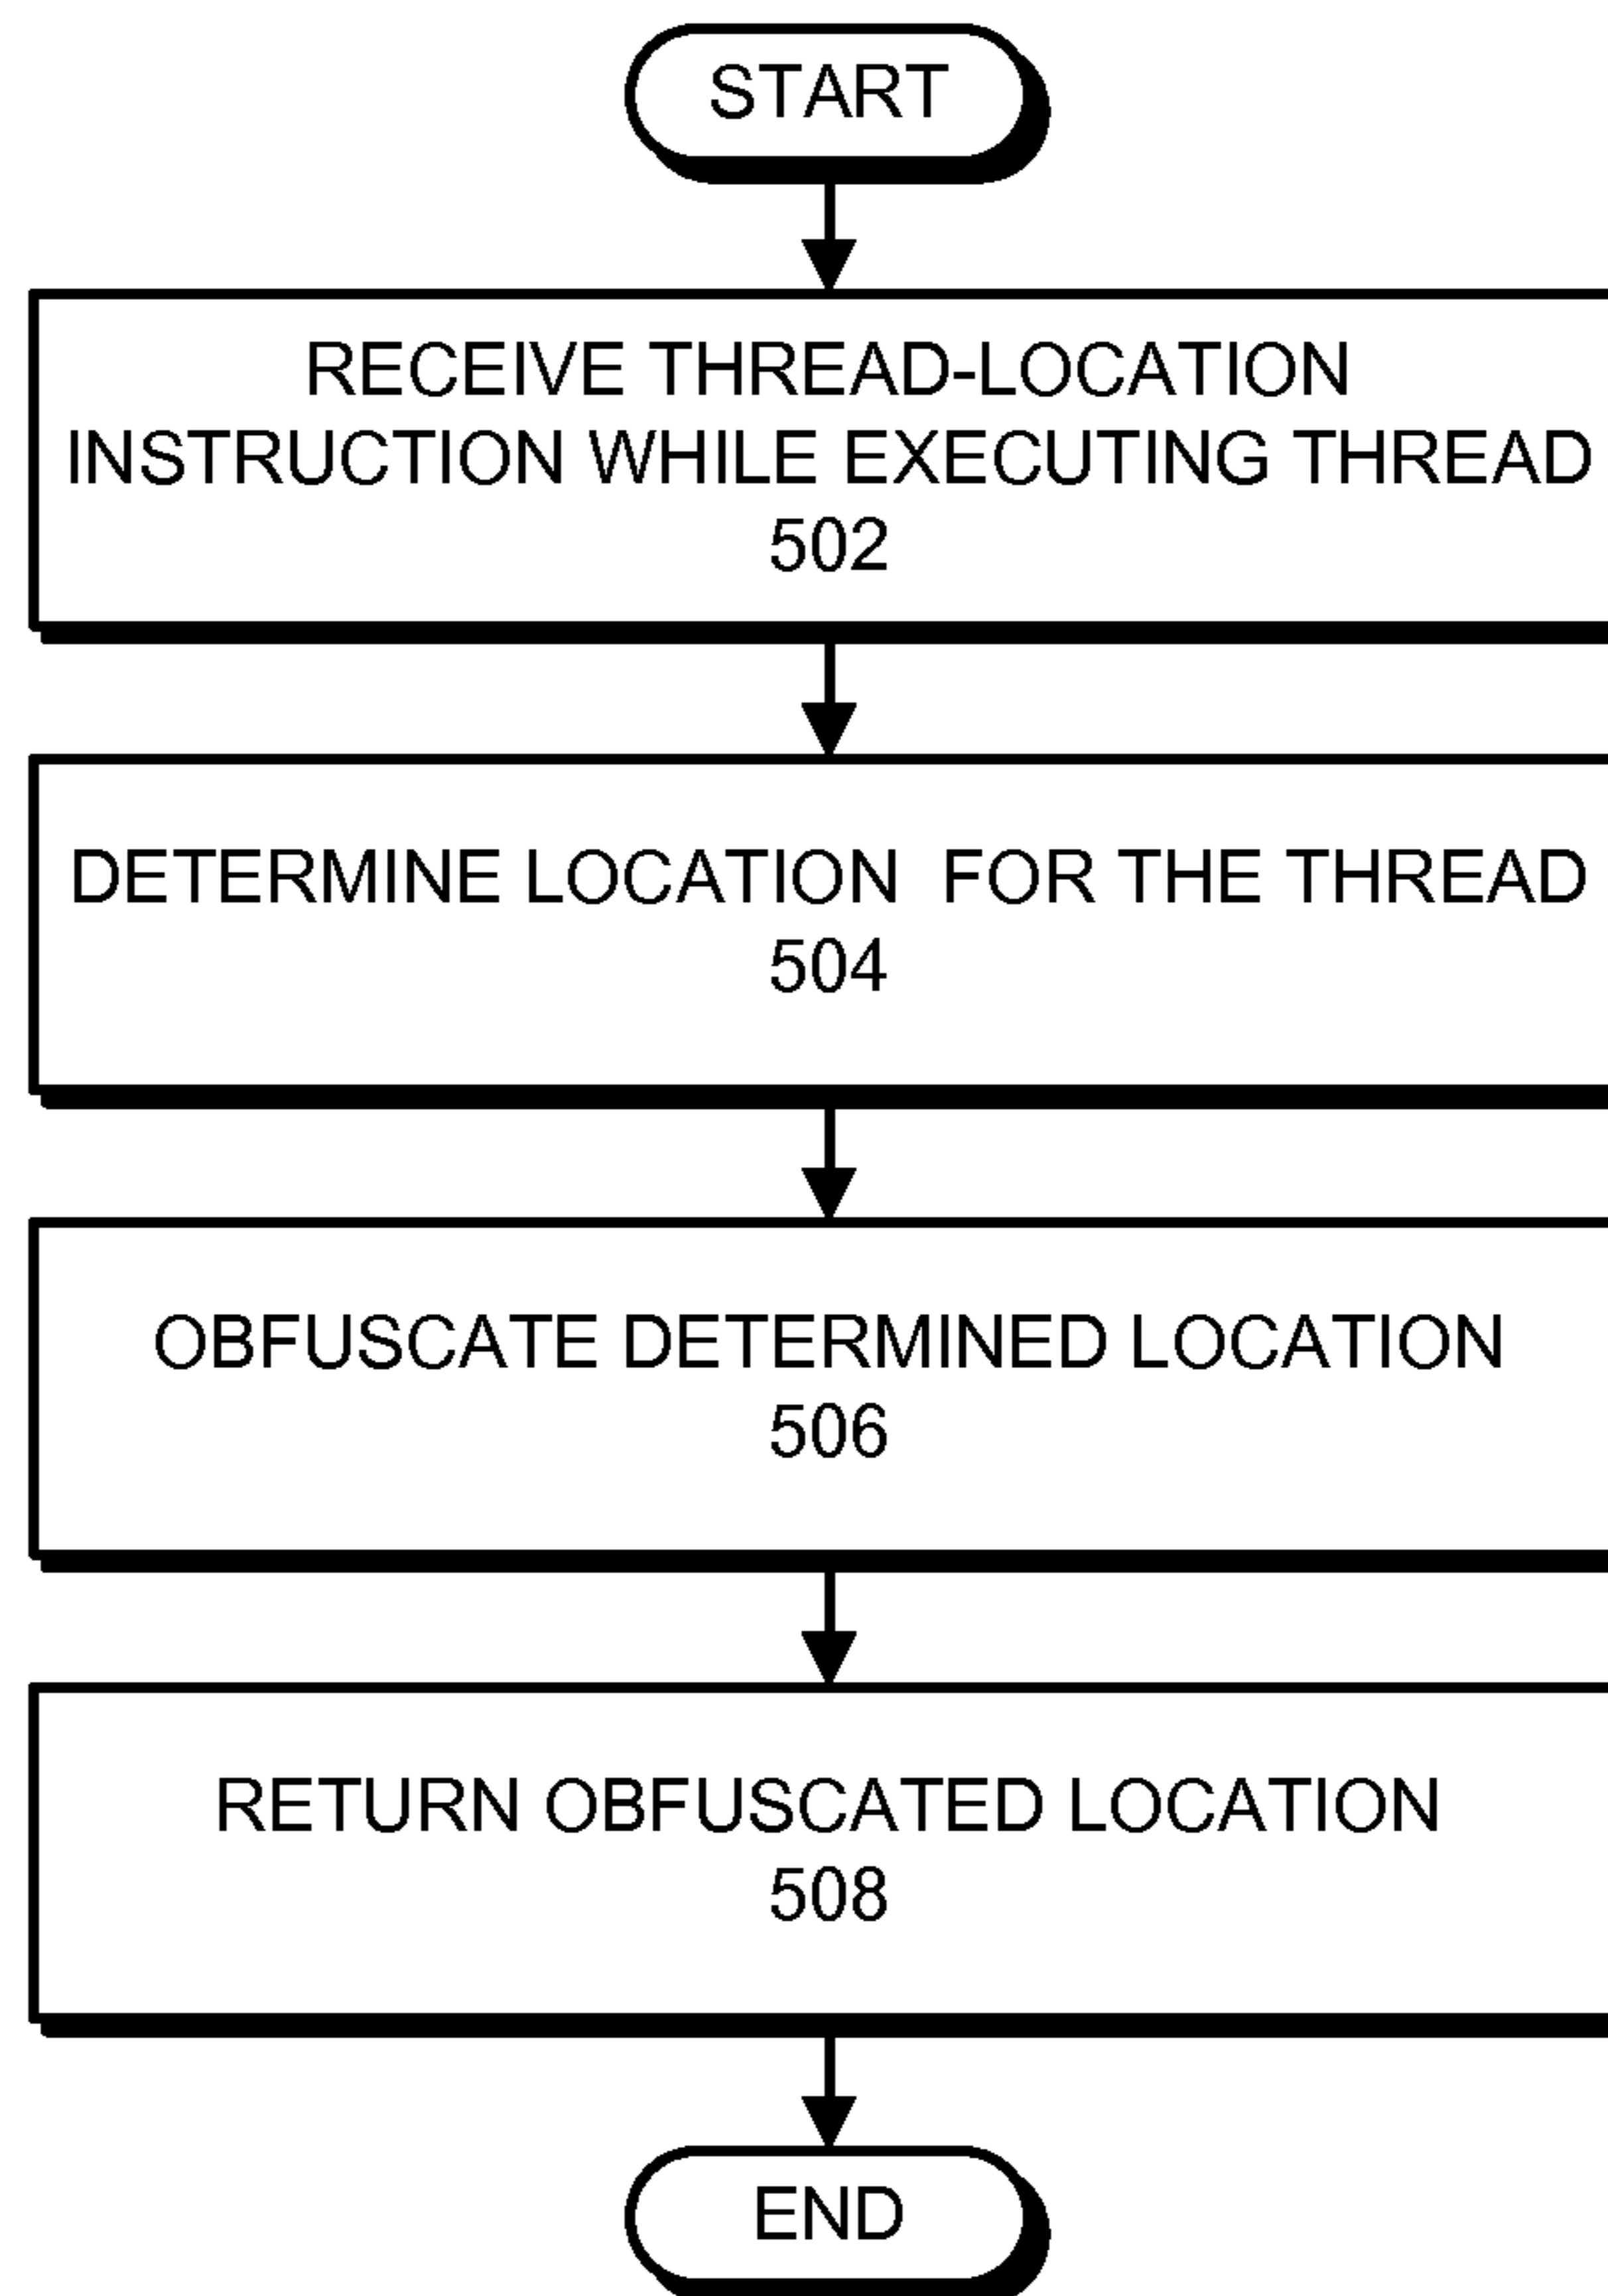 START
RECEIVE THREAD-LOCATION
INSTRUCTION WHILE EXECUTING THREAD
502
DETERMINE LOCATION FOR THE THREAD
504
OBFUSCATE DETERMINED LOCATION
506
RETURN OBFUSCATED LOCATION
508
END